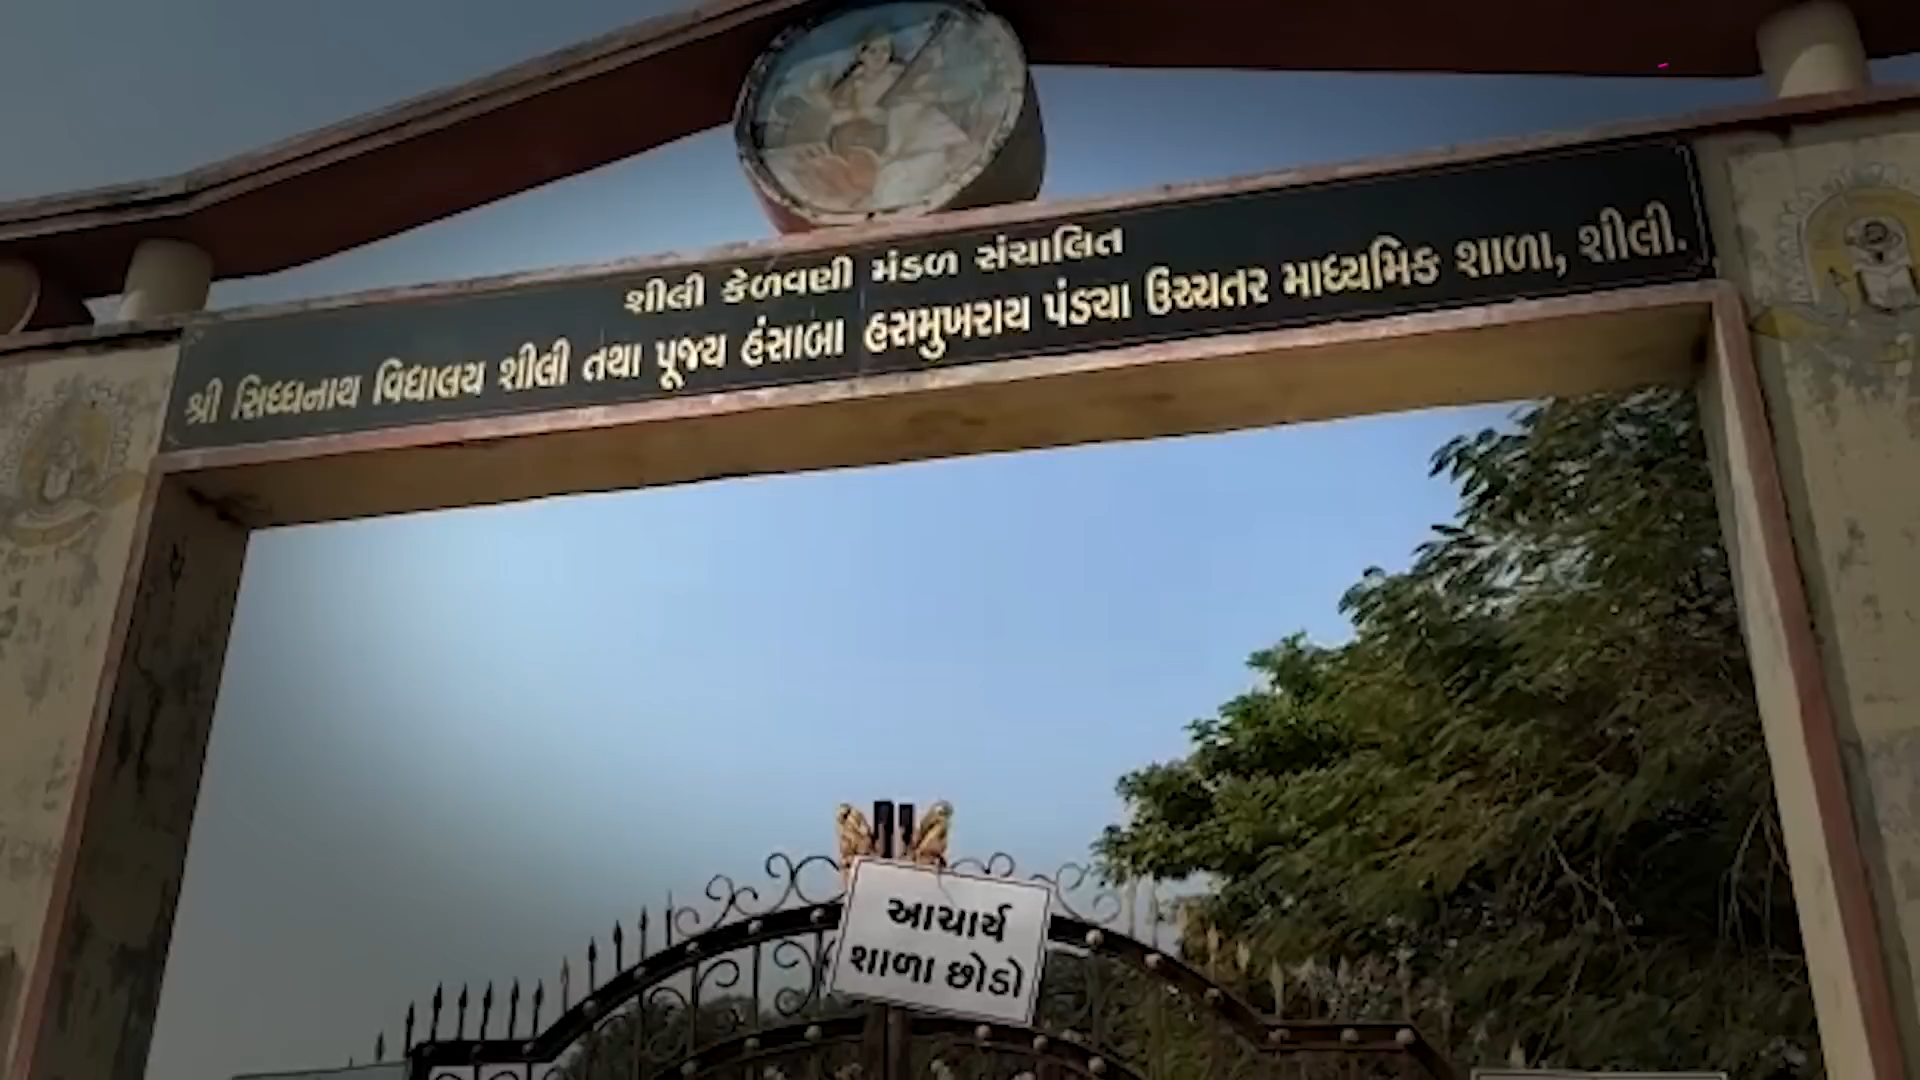 શીલી કેળવણી મંડળ સંચાલિત
શ્રી સિધ્ધનાથ વિદ્યાલય શીલી તથા પૂજ્ય હંસાબા હસમુખરાય પંડ્યા ઉચ્ચતર માધ્યમિક શાળા, શીલી.
આચાર્ય
શાળા છોડો